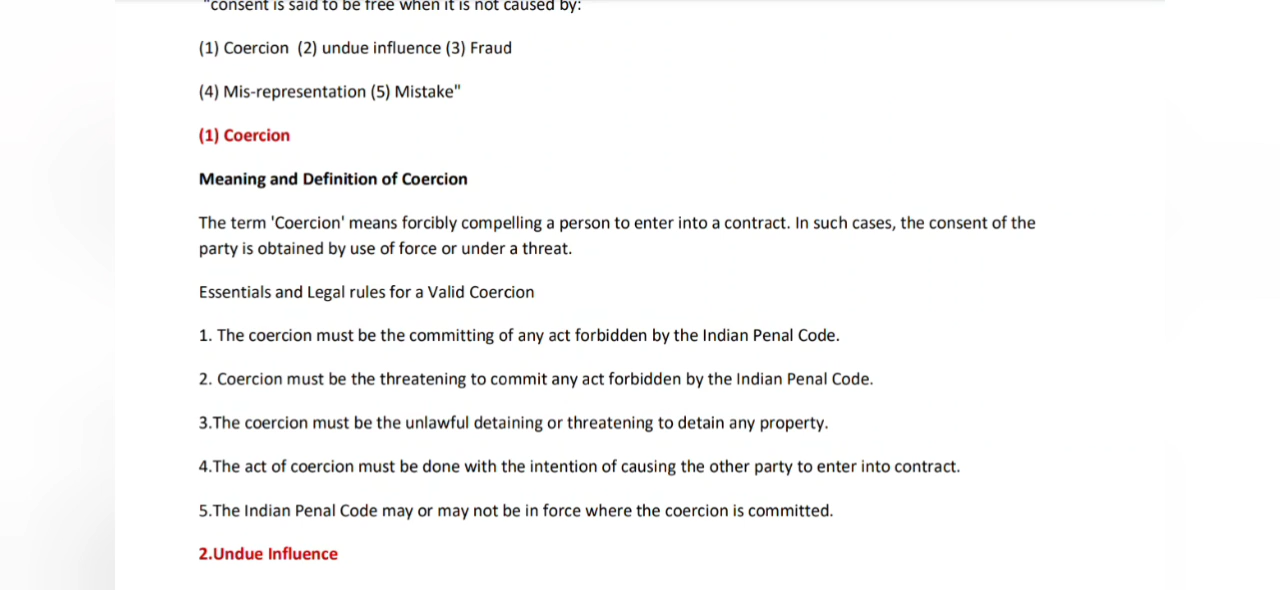 "consent is said to be free when it is not caused by:
(1) Coercion  (2) undue influence (3) Fraud
(4) Mis-representation (5) Mistake"
(1) Coercion
Meaning and Definition of Coercion
The term 'Coercion' means forcibly compelling a person to enter into a contract. In such cases, the consent of the
party is obtained by use of force or under a threat.
Essentials and Legal rules for a Valid Coercion
1. The coercion must be the committing of any act forbidden by the Indian Penal Code.
2. Coercion must be the threatening to commit any act forbidden by the Indian Penal Code.
3.The coercion must be the unlawful detaining or threatening to detain any property.
4.The act of coercion must be done with the intention of causing the other party to enter into contract.
5.The Indian Penal Code may or may not be in force where the coercion is committed.
2.Undue Influence